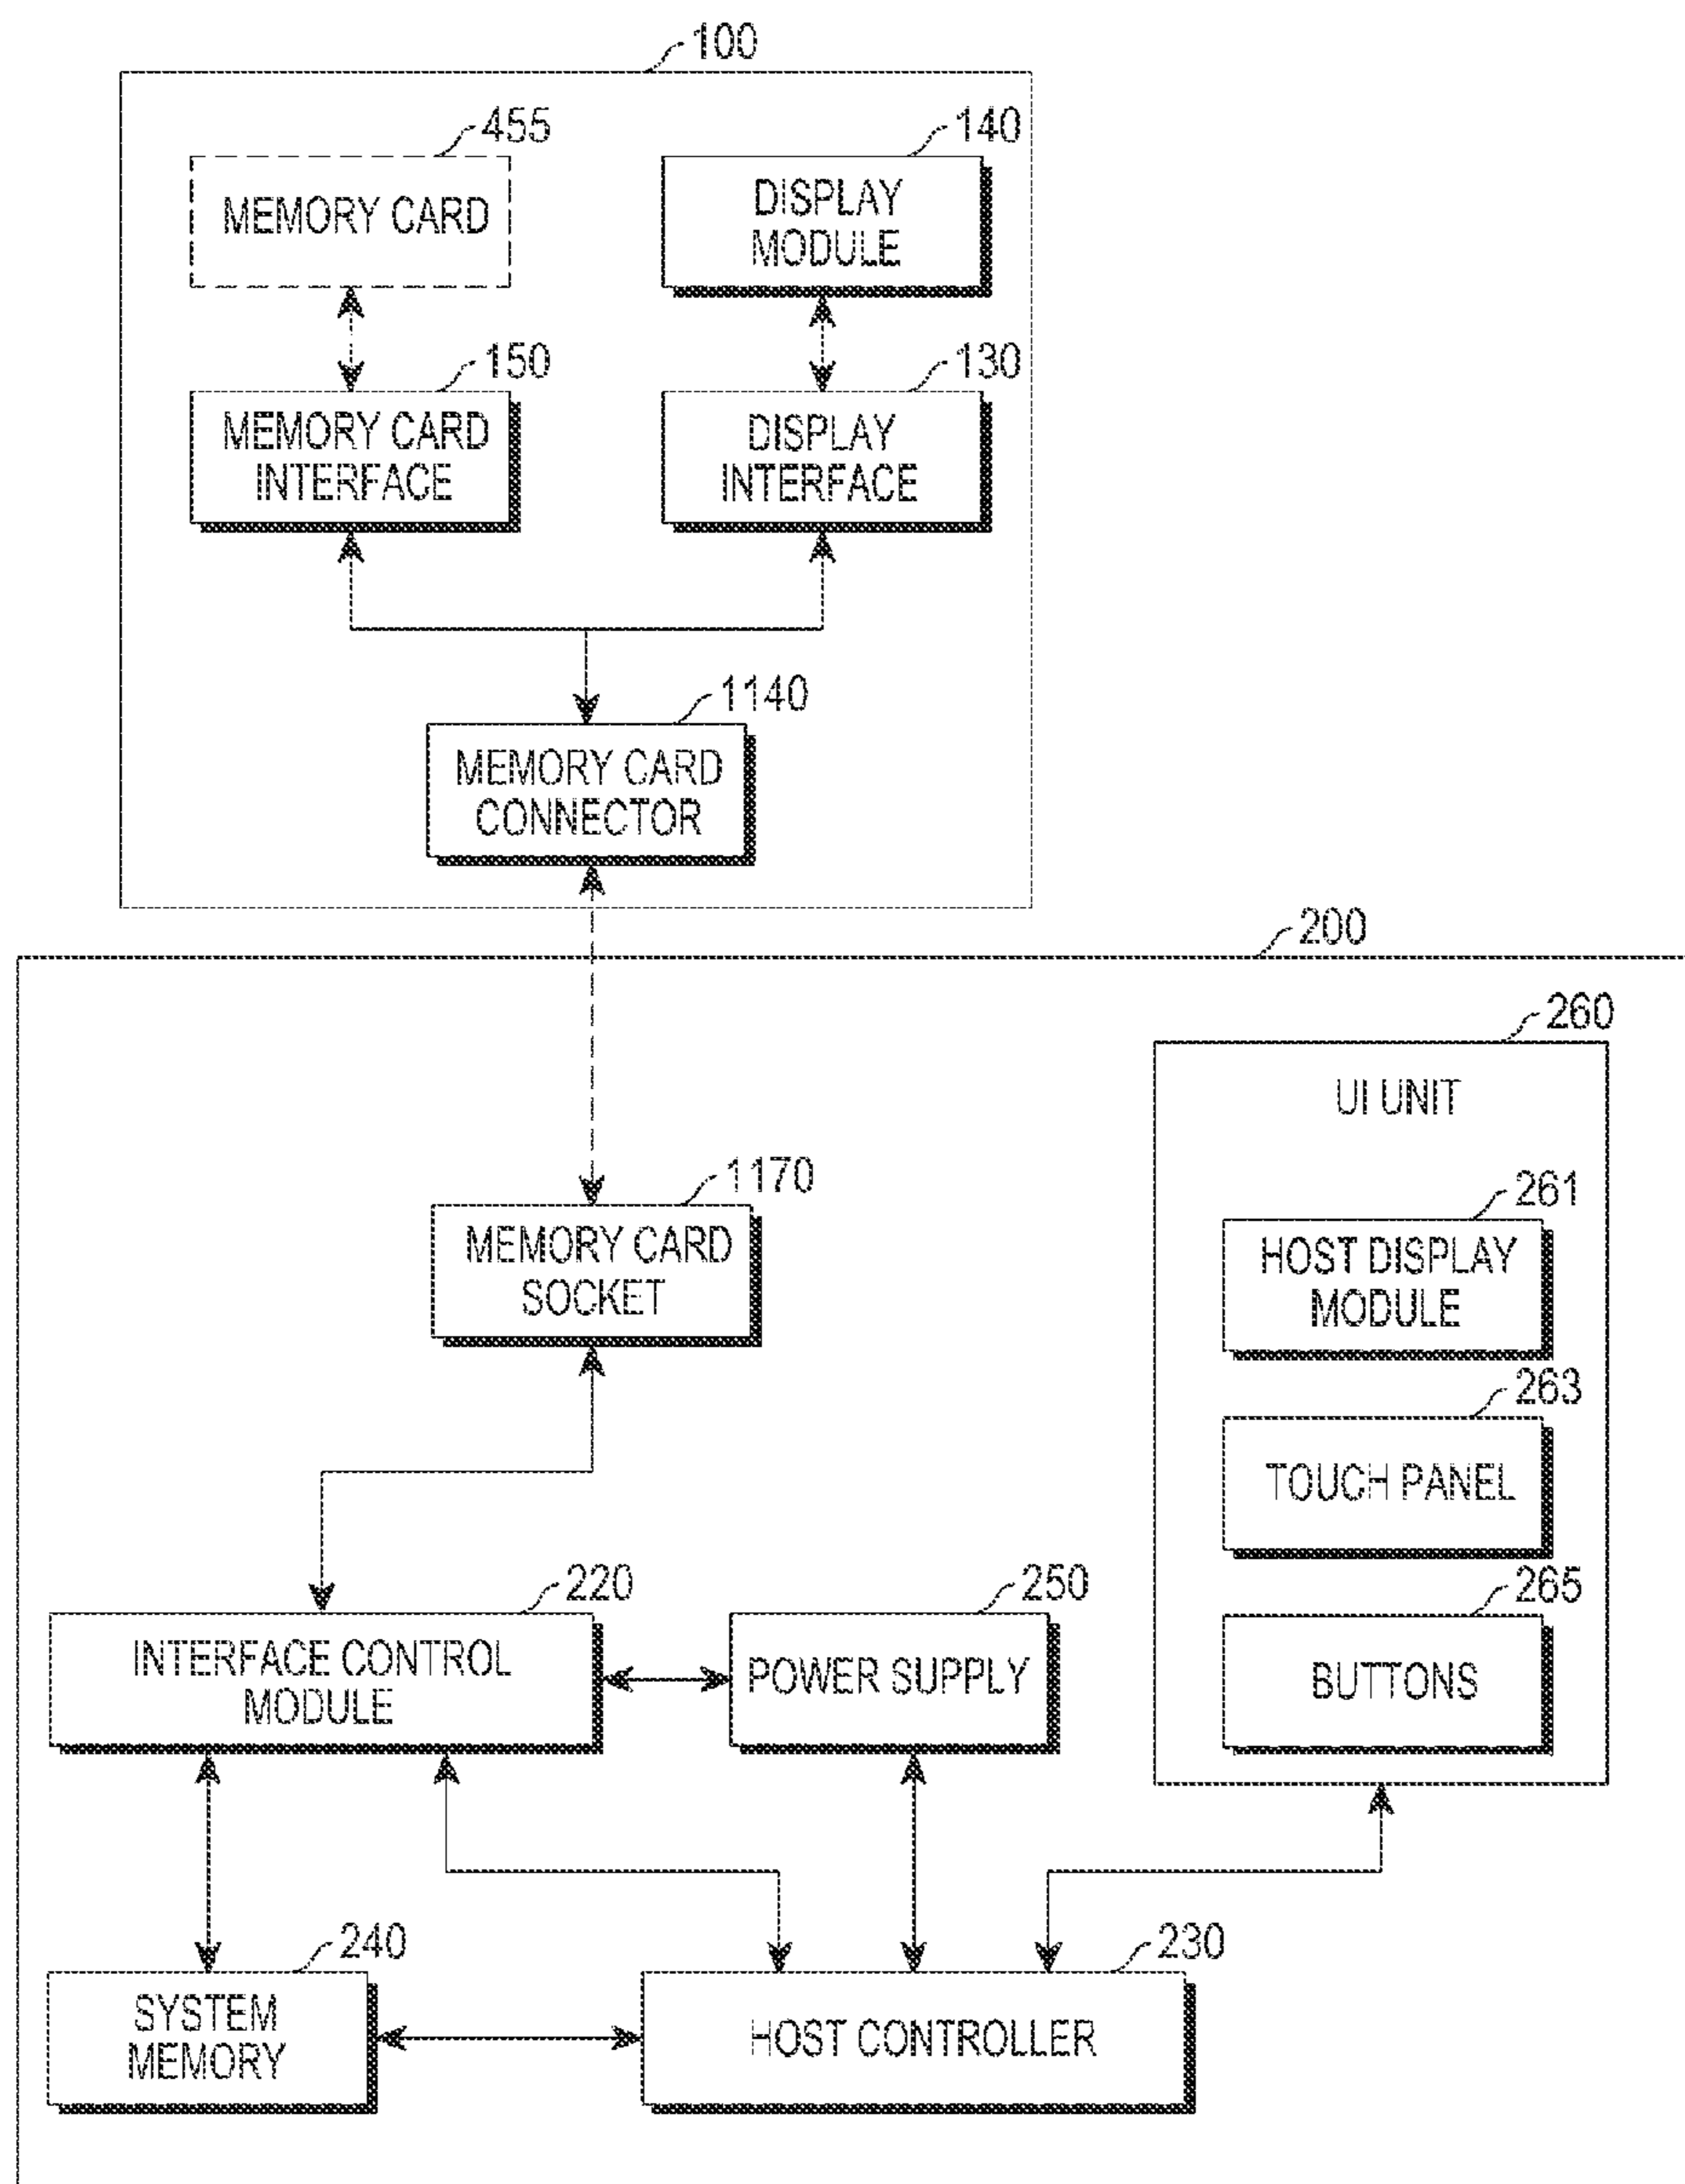 100
455
MEMORY CARD
140
DISPLAY
MODULE
150
MEMORY CARD
INTERFACE
130
DISPLAY
INTERFACE
1140
MEMORY CARD
CONNECTOR
200
260
UI UNIT
1170
MEMORY CARD
SOCKET
261
HOST DISPLAY
MODULE
263
TOUCH PANEL
220
INTERFACE CONTROL
MODULE
250
POWER SUPPLY
265
BUTTONS
240
SYSTEM
MEMORY
230
HOST CONTROLLER